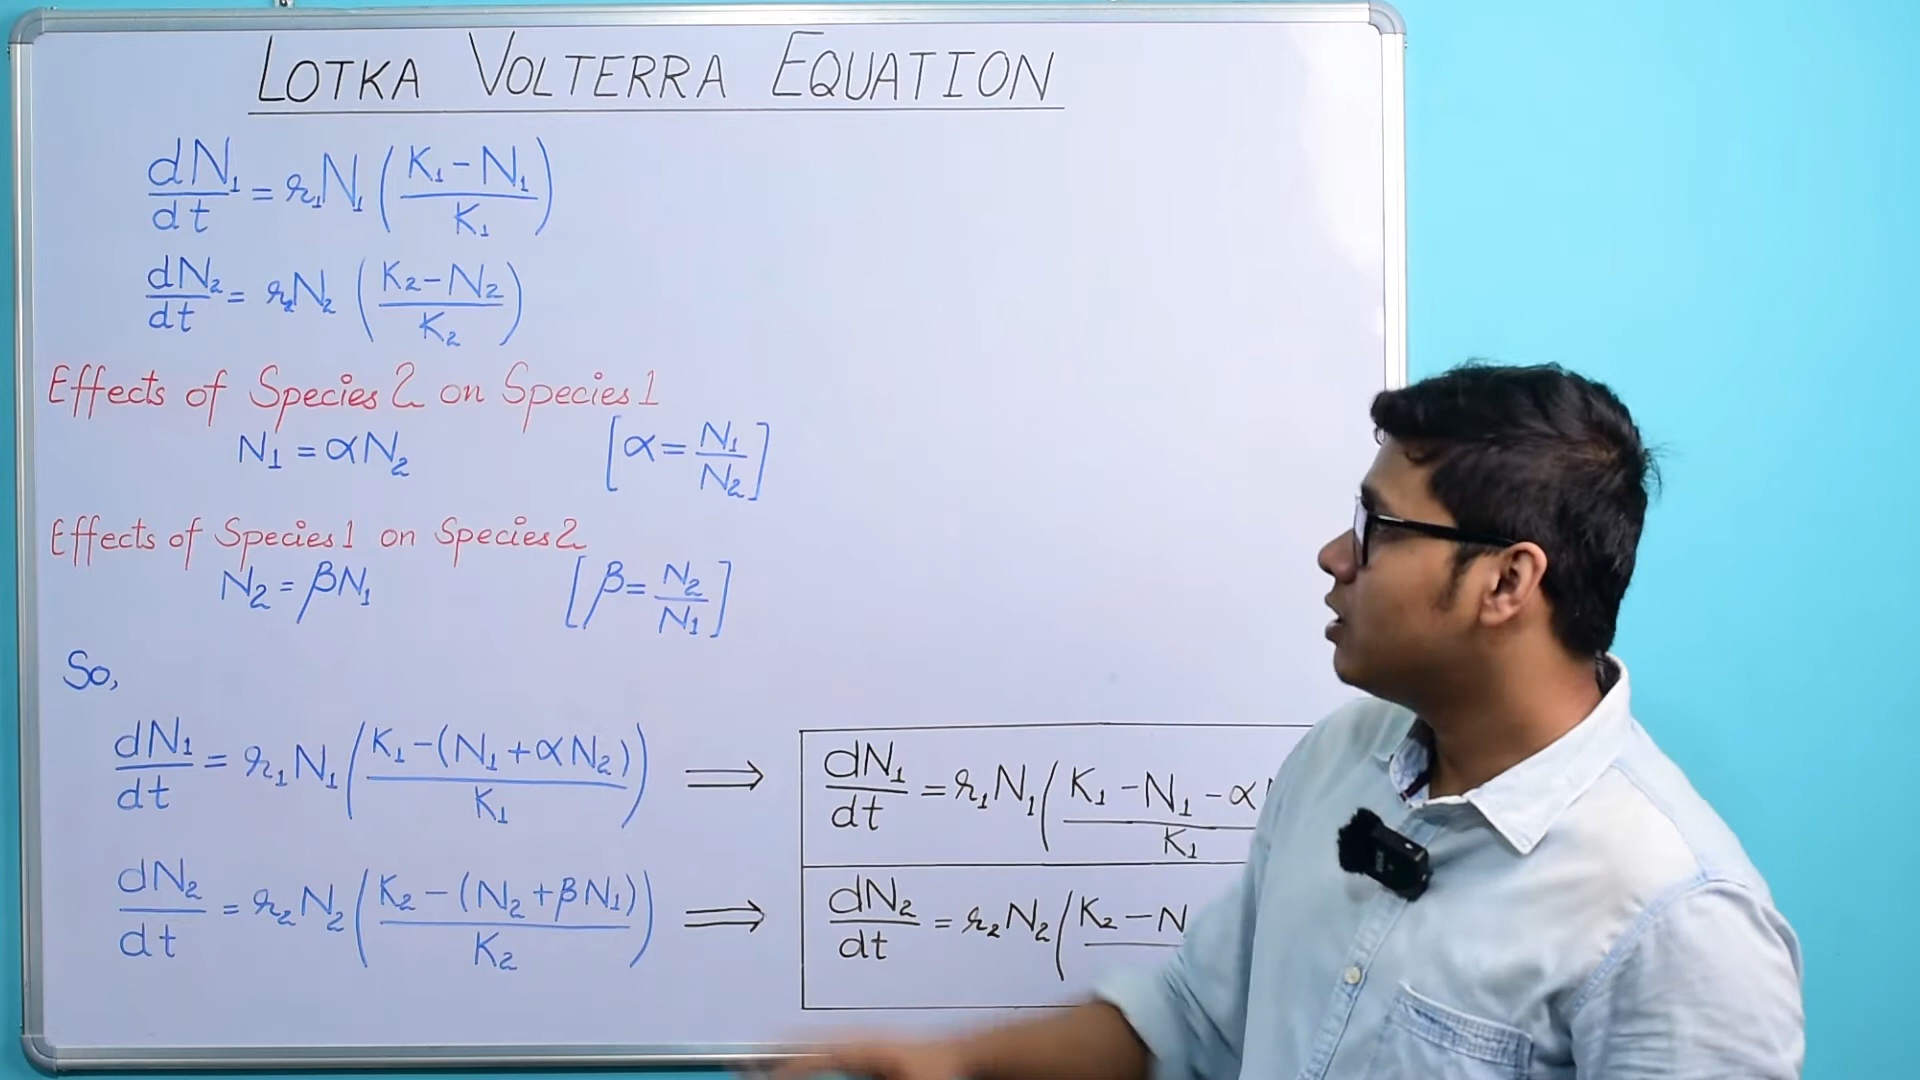 LOTKA VOLTERRA EQUATION
dN₁/dt = r₁N₁ ((K₁ - N₁)/K₁)
dN₂/dt = r₂N₂ ((K₂ - N₂)/K₂)
Effects of Species 2 on Species 1
N₁ = αN₂ [α = N₁/N₂]
Effects of Species 1 on Species 2
N₂ = βN₁ [β = N₂/N₁]
So,
dN₁/dt = r₁N₁ ((K₁ - (N₁ + αN₂))/K₁) ⟹ dN₁/dt = r₁N₁ ((K₁ - N₁ - α
K₁
dN₂/dt = r₂N₂ ((K₂ - (N₂ + βN₁))/K₂) ⟹ dN₂/dt = r₂N₂ (K₂ - N